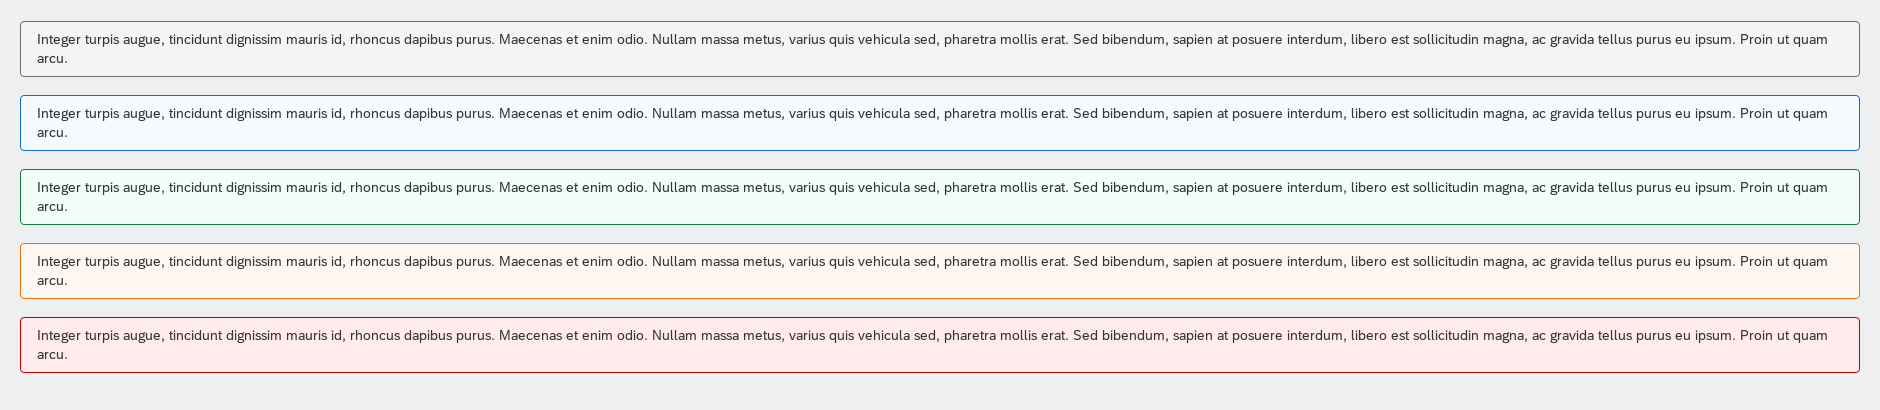 Integer turpis augue, tincidunt dignissim mauris id, rhoncus dapibus purus. Maecenas et enim odio. Nullam massa metus, varius quis vehicula sed, pharetra mollis erat. Sed bibendum, sapien at posuere interdum, libero est sollicitudin magna, ac gravida tellus purus eu ipsum. Proin ut quam
arcu.
Integer turpis augue, tincidunt dignissim mauris id, rhoncus dapibus purus. Maecenas et enim odio. Nullam massa metus, varius quis vehicula sed, pharetra mollis erat. Sed bibendum, sapien at posuere interdum, libero est sollicitudin magna, ac gravida tellus purus eu ipsum. Proin ut quam
arcu.
Integer turpis augue, tincidunt dignissim mauris id, rhoncus dapibus purus. Maecenas et enim odio. Nullam massa metus, varius quis vehicula sed, pharetra mollis erat. Sed bibendum, sapien at posuere interdum, libero est sollicitudin magna, ac gravida tellus purus eu ipsum. Proin ut quam
arcu.
Integer turpis augue, tincidunt dignissim mauris id, rhoncus dapibus purus. Maecenas et enim odio. Nullam massa metus, varius quis vehicula sed, pharetra mollis erat. Sed bibendum, sapien at posuere interdum, libero est sollicitudin magna, ac gravida tellus purus eu ipsum. Proin ut quam
arcu.
Integer turpis augue, tincidunt dignissim mauris id, rhoncus dapibus purus. Maecenas et enim odio. Nullam massa metus, varius quis vehicula sed, pharetra mollis erat. Sed bibendum, sapien at posuere interdum, libero est sollicitudin magna, ac gravida tellus purus eu ipsum. Proin ut quam
arcu.